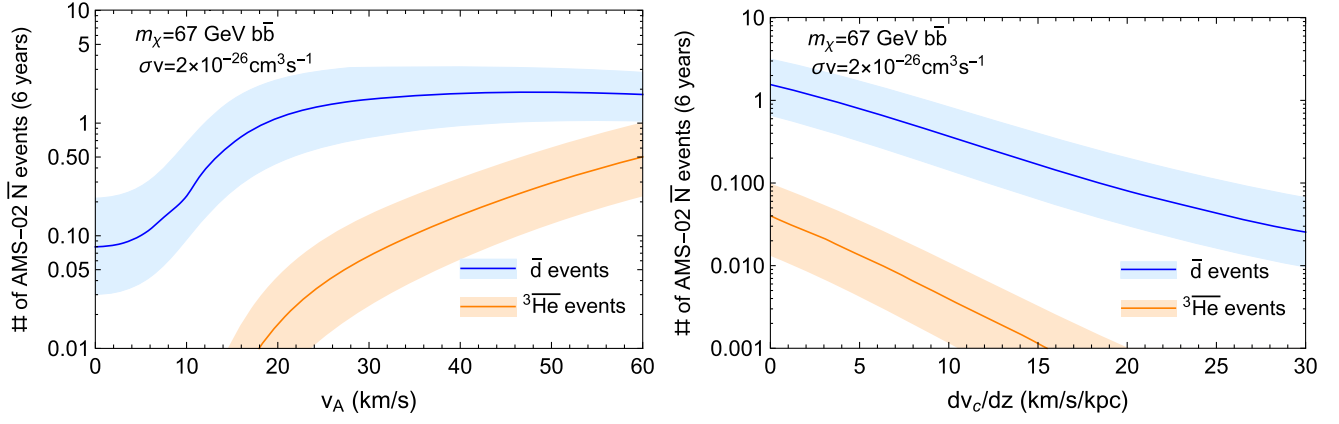 # of AMS−02 N̅ events (6 years)
10
5
1
0.50
0.10
0.05
0.01
m_χ=67 GeV bb̅
σv=2×10⁻²⁶cm³s⁻¹
d̅ events
³H̅e̅ events
0 10 20 30 40 50 60
v_A (km/s)
# of AMS−02 N̅ events (6 years)
10
1
0.100
0.010
0.001
m_χ=67 GeV bb̅
σv=2×10⁻²⁶cm³s⁻¹
d̅ events
³H̅e̅ events
0 5 10 15 20 25 30
dv_c/dz (km/s/kpc)